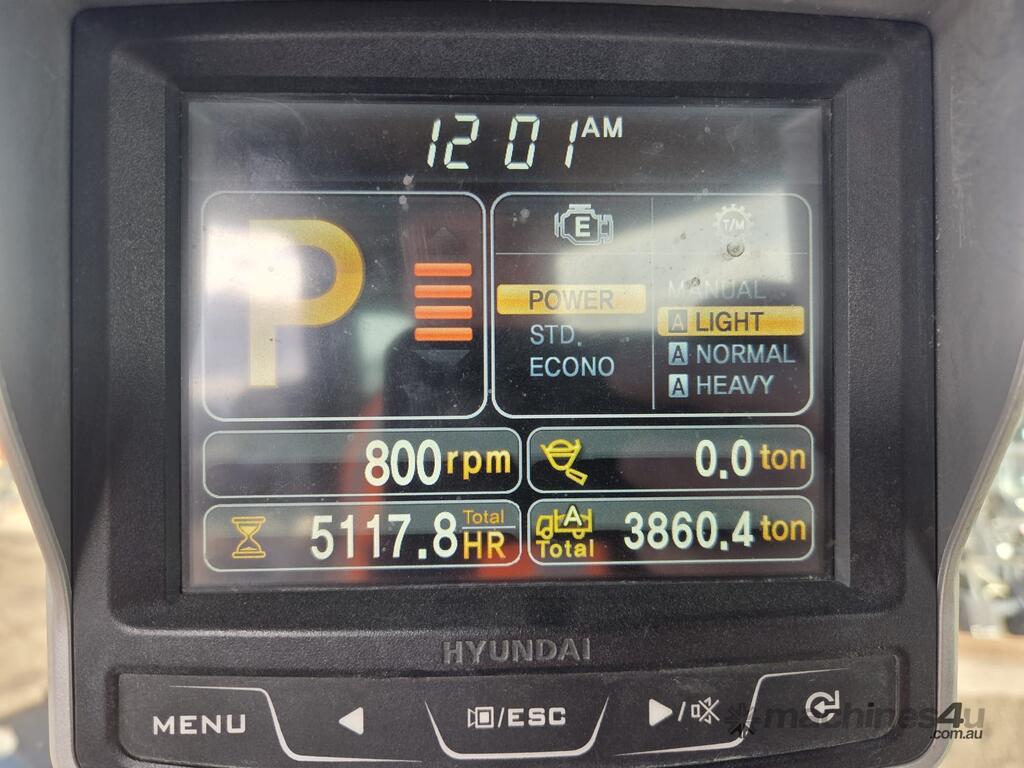 12 01 AM
P
E
T/M
POWER
STD.
ECONO
MANUAL
A LIGHT
A NORMAL
A HEAVY
800 rpm
0.0 ton
5117.8 Total HR
A Total 3860.4 ton
HYUNDAI
MENU
/ESC
/
machines4u
.com.au